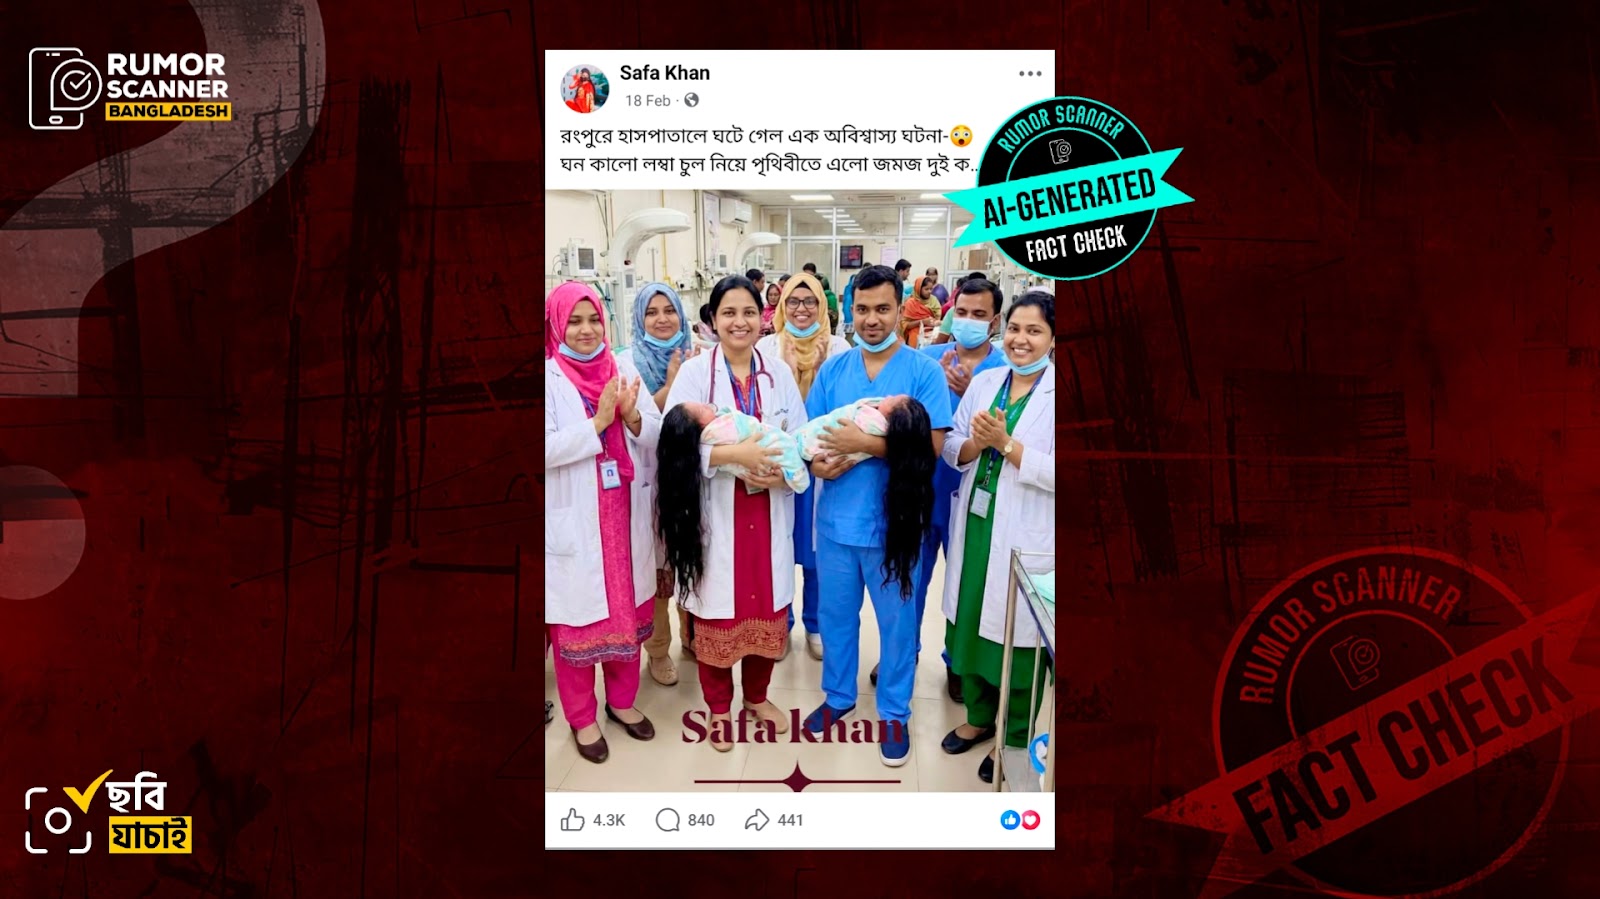 RUMOR
SCANNER
BANGLADESH
Safa Khan
18 Feb
রংপুরে হাসপাতালে ঘটে গেল এক অবিশ্বাস্য ঘটনা-😲
ঘন কালো লম্বা চুল নিয়ে পৃথিবীতে এলো জমজ দুই ক..
RUMOR SCANNER
AI-GENERATED
FACT CHECK
Safa khan
4.3K
840
441
ছবি
যাচাই
RUMOR SCANNER
FACT CHECK